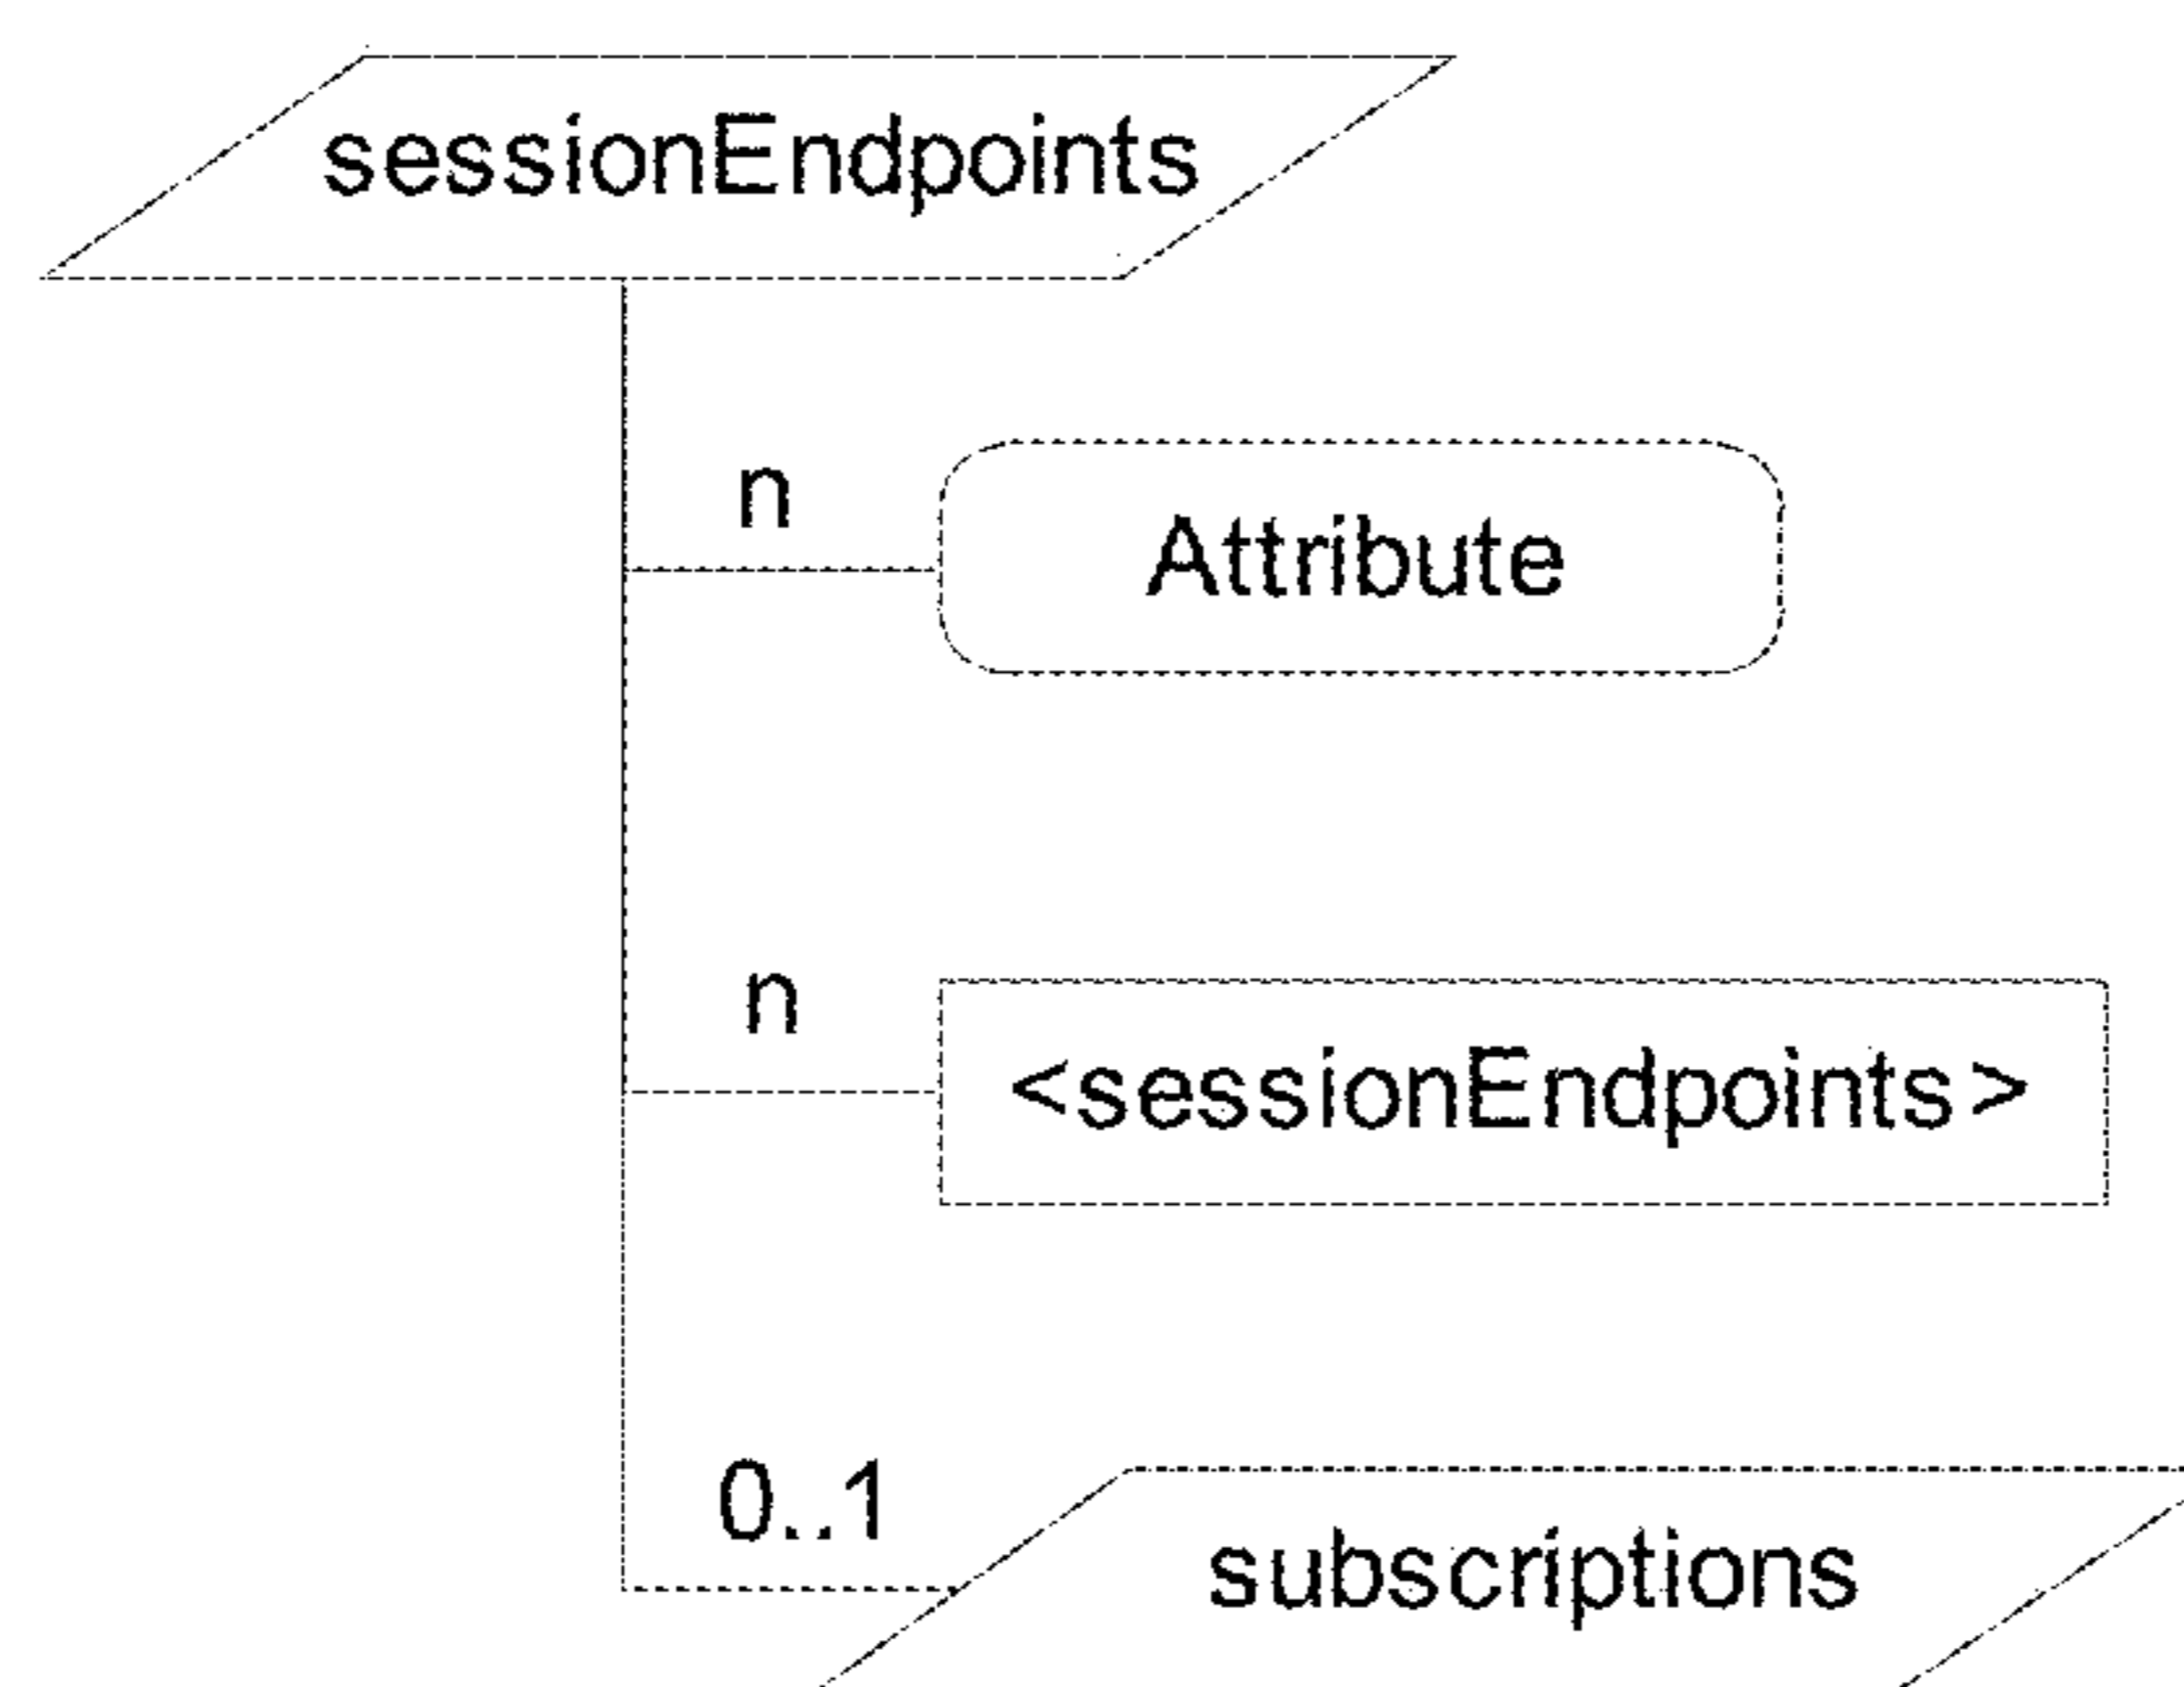 sessionEndpoints
n
Attribute
n
<sessionEndpoints>
0..1
subscriptions